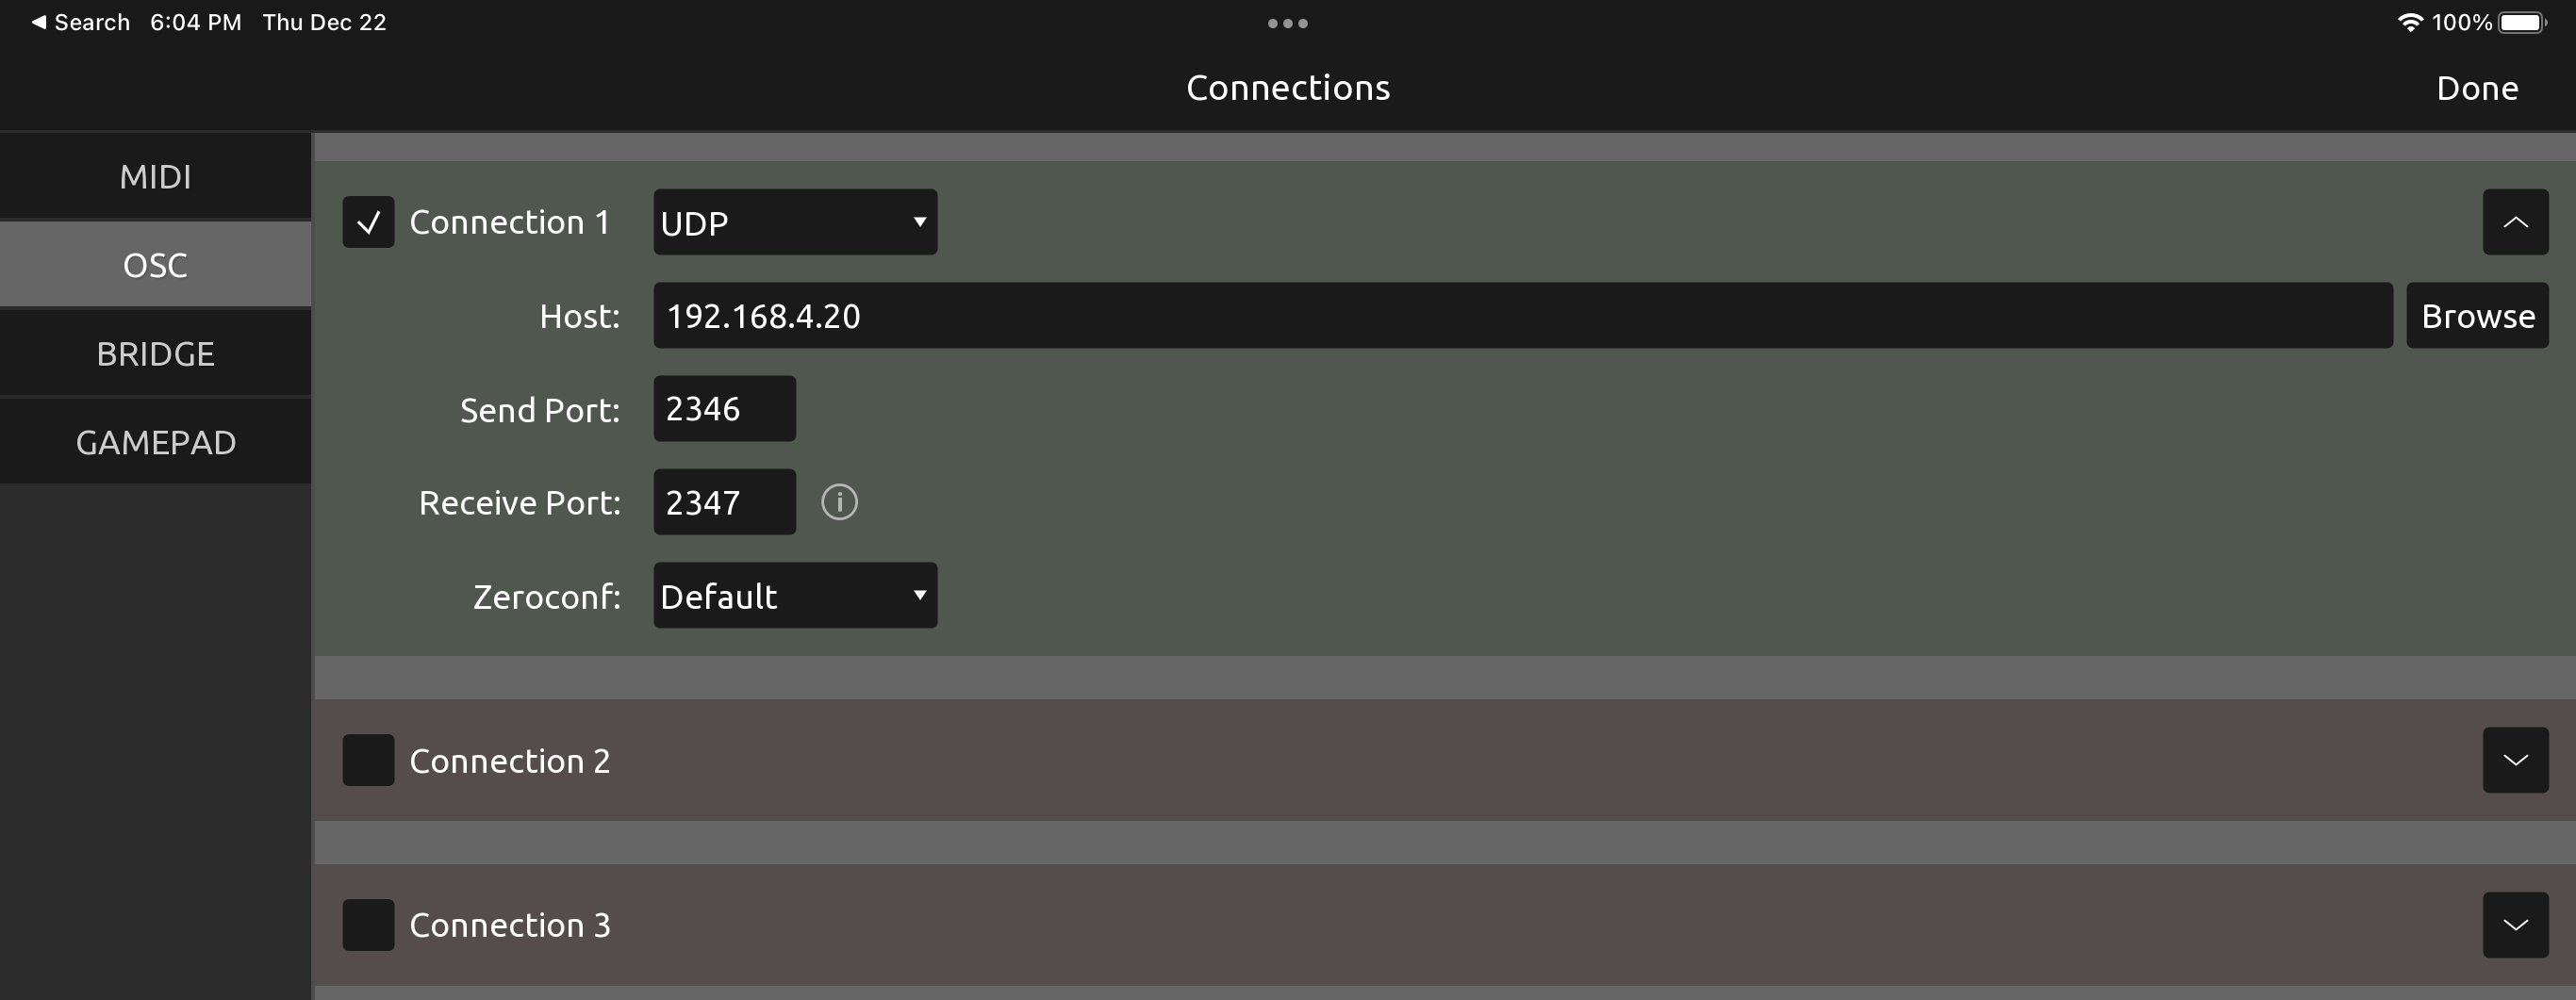 Search 6:04 PM Thu Dec 22
100%
Connections
Done
MIDI
OSC
BRIDGE
GAMEPAD
Connection 1 UDP
Host: 192.168.4.20 Browse
Send Port: 2346
Receive Port: 2347
Zeroconf: Default
Connection 2
Connection 3